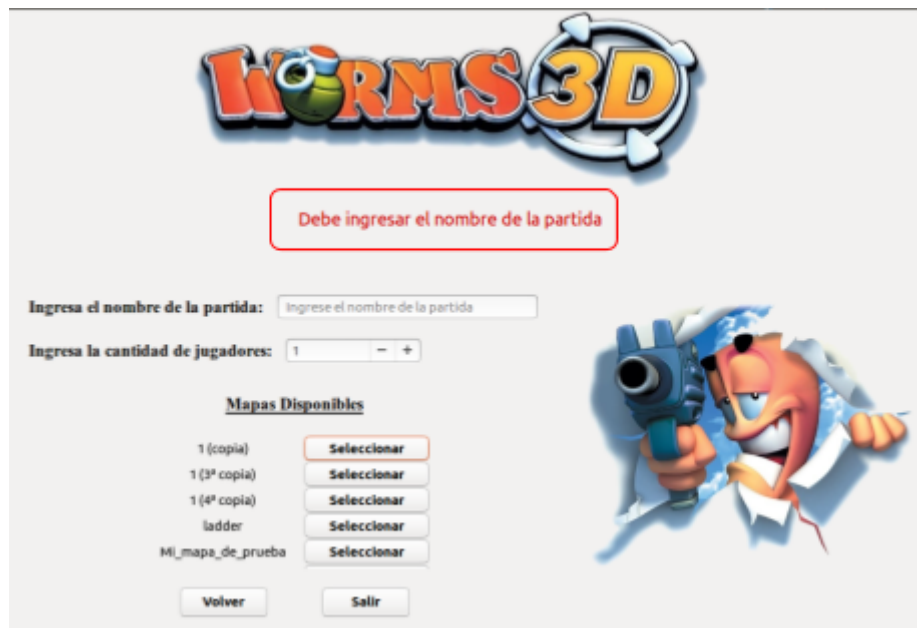 WORMS 3D
Debe ingresar el nombre de la partida
Ingresa el nombre de la partida: Ingrese el nombre de la partida
Ingresa la cantidad de jugadores: 1 − +
Mapas Disponibles
1 (copia) Seleccionar
1 (3ª copia) Seleccionar
1 (4ª copia) Seleccionar
ladder Seleccionar
Mi_mapa_de_prueba Seleccionar
Volver Salir